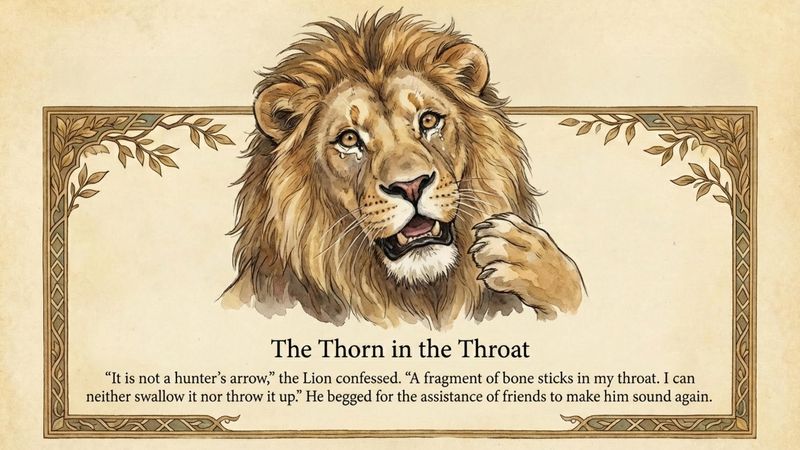 The Thorn in the Throat
“It is not a hunter’s arrow,” the Lion confessed. “A fragment of bone sticks in my throat. I can
neither swallow it nor throw it up.” He begged for the assistance of friends to make him sound again.